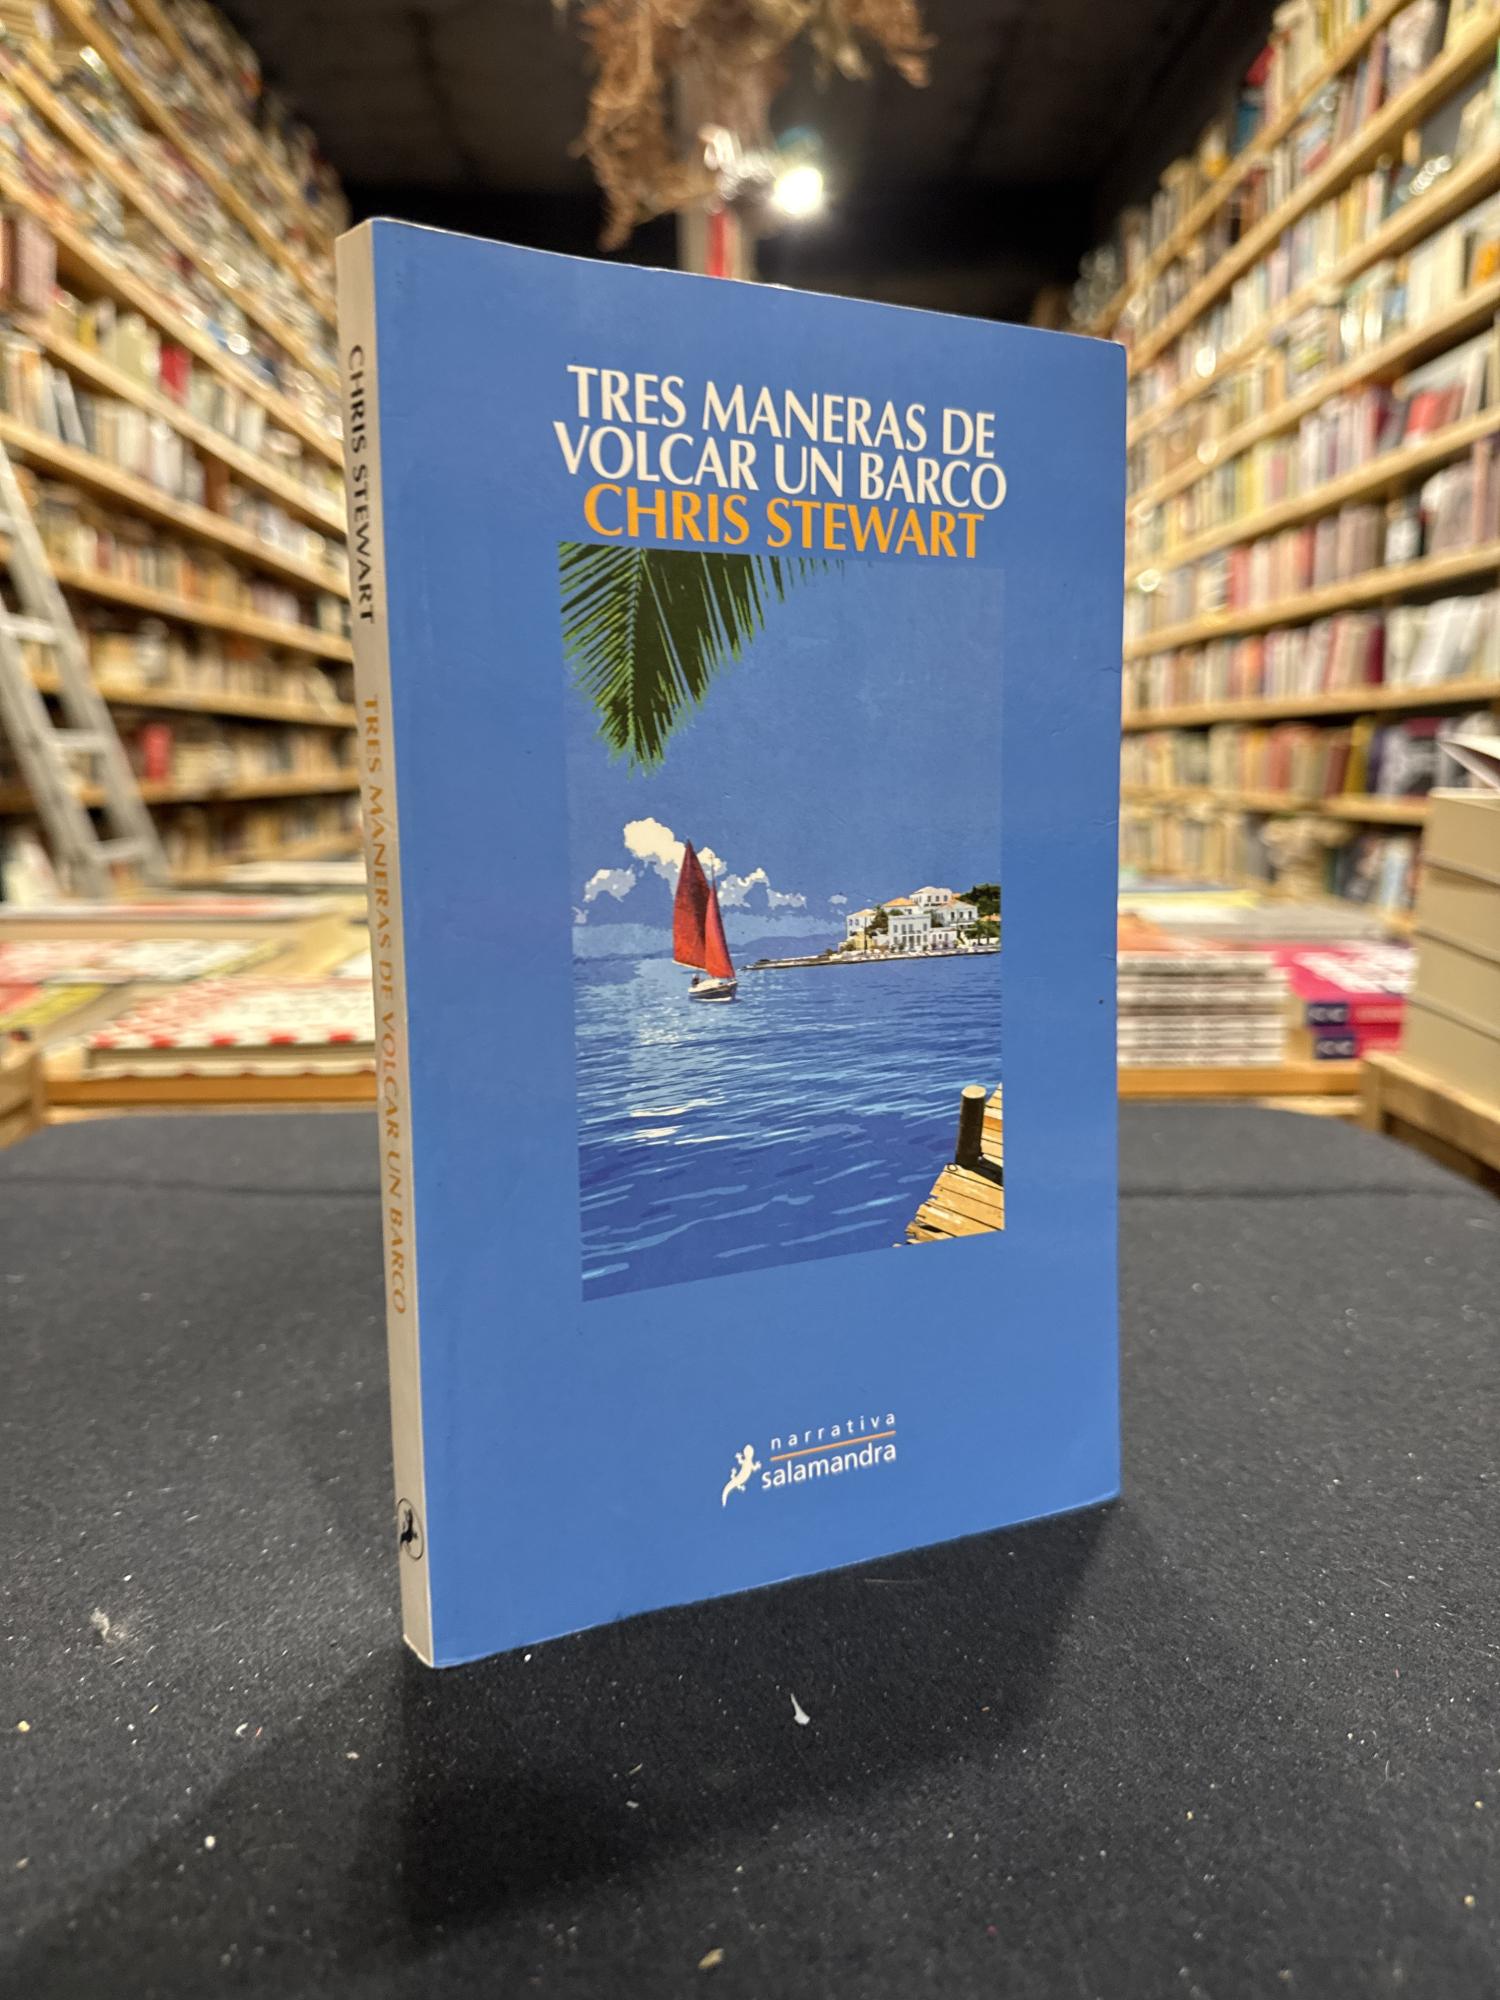 TRES MANERAS DE
VOLCAR UN BARCO
CHRIS STEWART
narrativa
salamandra
CHRIS STEWART TRES MANERAS DE VOLCAR UN BARCO